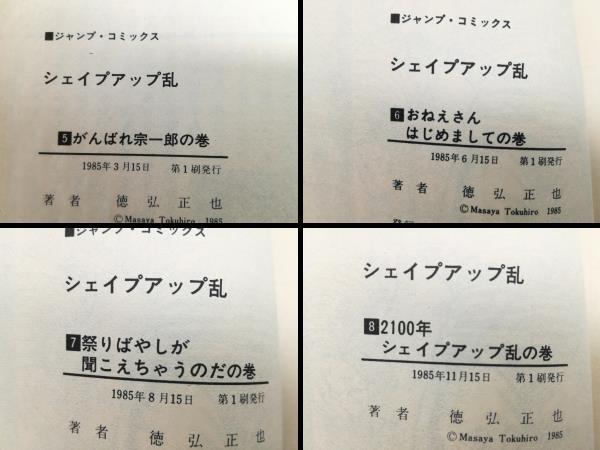 ■ジャンプ・コミックス
シェイプアップ乱
5 がんばれ宗一郎の巻
1985年3月15日 第1刷発行
著者 徳弘正也
©Masaya Tokuhiro 1985
■ジャンプ・コミックス
シェイプアップ乱
6 おねえさん
はじめましての巻
1985年6月15日 第1刷発行
著者 徳弘正也
©Masaya Tokuhiro 1985
■ジャンプ・コミックス
シェイプアップ乱
7 祭りばやしが
聞こえちゃうのだの巻
1985年8月15日 第1刷発行
著者 徳弘正也
シェイプアップ乱
8 2100年
シェイプアップ乱の巻
1985年11月15日 第1刷発行
著者 徳弘正也
©Masaya Tokuhiro 1985